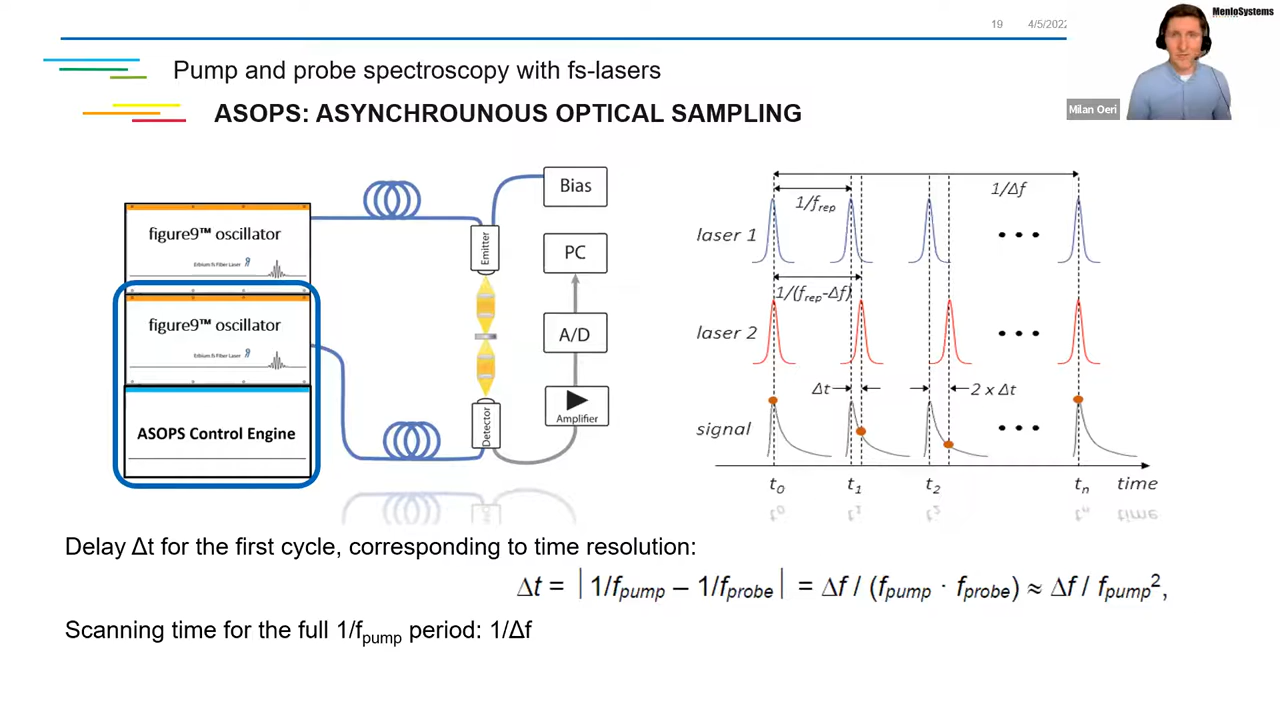 19 4/5/2022
MenloSystems
Milan Oeri
Pump and probe spectroscopy with fs-lasers
ASOPS: ASYNCHROUNOUS OPTICAL SAMPLING
figure9™ oscillator
Erbium fs Fiber Laser 9
figure9™ oscillator
Erbium fs Fiber Laser 9
ASOPS Control Engine
Emitter
Detector
Bias
PC
A/D
Amplifier
1/Δf
1/f_rep
laser 1
1/(f_rep-Δf)
laser 2
Δt
2 x Δt
signal
t₀ t₁ t₂ tₙ time
Delay Δt for the first cycle, corresponding to time resolution:
Δt = | 1/f_pump – 1/f_probe | = Δf / (f_pump · f_probe) ≈ Δf / f_pump²,
Scanning time for the full 1/f_pump period: 1/Δf